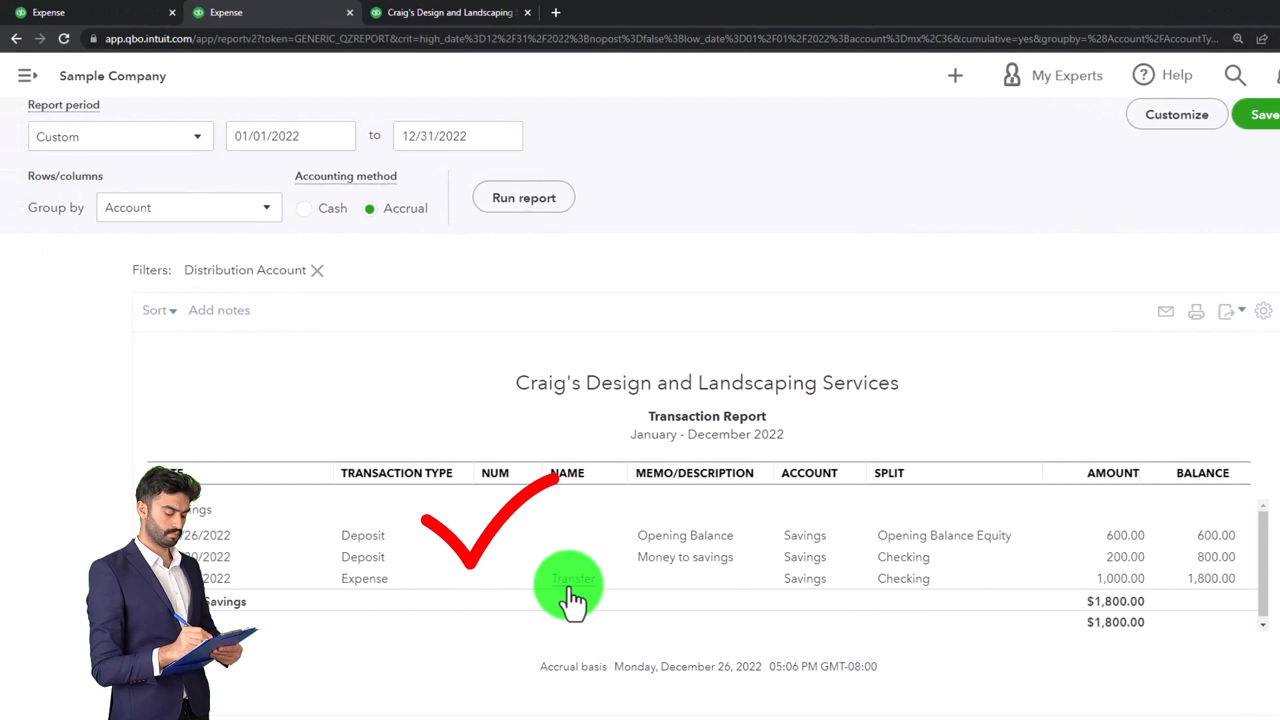 Expense
Expense
Craig's Design and Landscaping
app.qbo.intuit.com/app/reportv2?token=GENERIC_QZREPORT&crit=high_date%3D12%2F31%2F2022%3Bnopost%3Dfalse%3Blow_date%3D01%2F01%2F2022%3Baccount%3Dmx%2C36&cumulative=yes&groupby=%28Account%2FAccountTy...
Sample Company
My Experts
Help
Report period
Custom
01/01/2022
to
12/31/2022
Customize
Save
Rows/columns
Accounting method
Group by
Account
Cash
Accrual
Run report
Filters: Distribution Account
Sort
Add notes
Craig's Design and Landscaping Services
Transaction Report
January - December 2022
TRANSACTION TYPE NUM NAME MEMO/DESCRIPTION ACCOUNT SPLIT AMOUNT BALANCE
/26/2022 Deposit Opening Balance Savings Opening Balance Equity 600.00 600.00
/2022 Deposit Money to savings Savings Checking 200.00 800.00
2022 Expense Transfer Savings Checking 1,000.00 1,800.00
Savings $1,800.00
$1,800.00
Accrual basis Monday, December 26, 2022 05:06 PM GMT-08:00